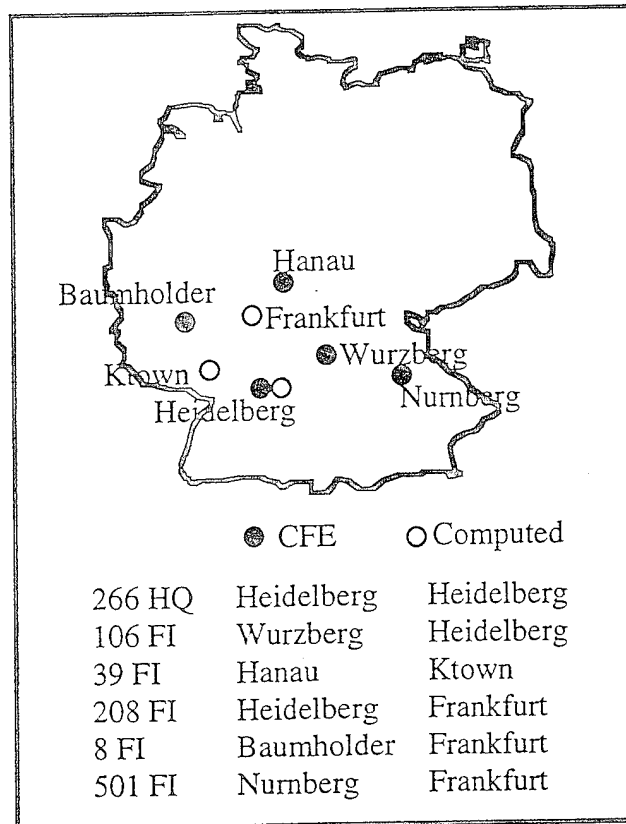 Hanau
Baumholder
Frankfurt
Wurzberg
Ktown
Nurnberg
Heidelberg
CFE Computed
266 HQ Heidelberg Heidelberg
106 FI Wurzberg Heidelberg
39 FI Hanau Ktown
208 FI Heidelberg Frankfurt
8 FI Baumholder Frankfurt
501 FI Nurnberg Frankfurt